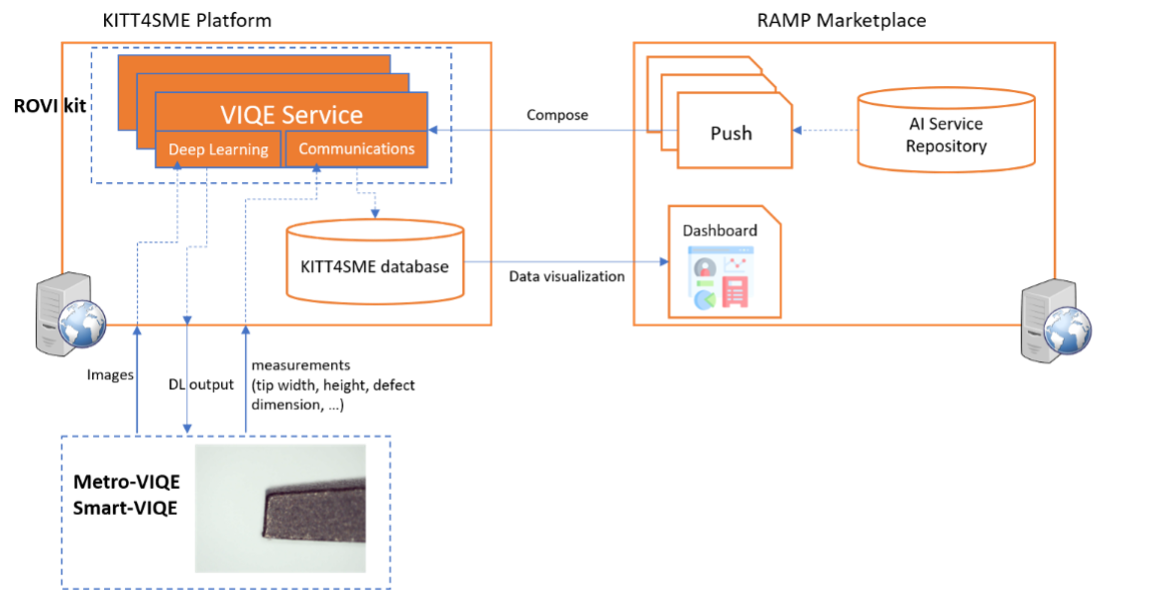 KITT4SME Platform
RAMP Marketplace
ROVI kit
VIQE Service
Deep Learning
Communications
Compose
Push
AI Service
Repository
KITT4SME database
Data visualization
Dashboard
Images
DL output
measurements
(tip width, height, defect
dimension, ...)
Metro-VIQE
Smart-VIQE